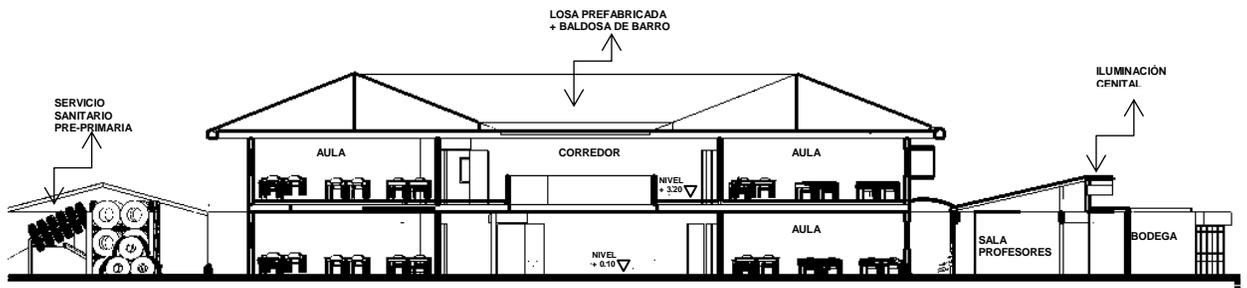 LOSA PREFABRICADA
+ BALDOSA DE BARRO
ILUMINACIÓN
CENITAL
SERVICIO
SANITARIO
PRE-PRIMARIA
AULA
CORREDOR
AULA
NIVEL
+ 3.20
AULA
SALA
PROFESORES
BODEGA
NIVEL
+ 0.10